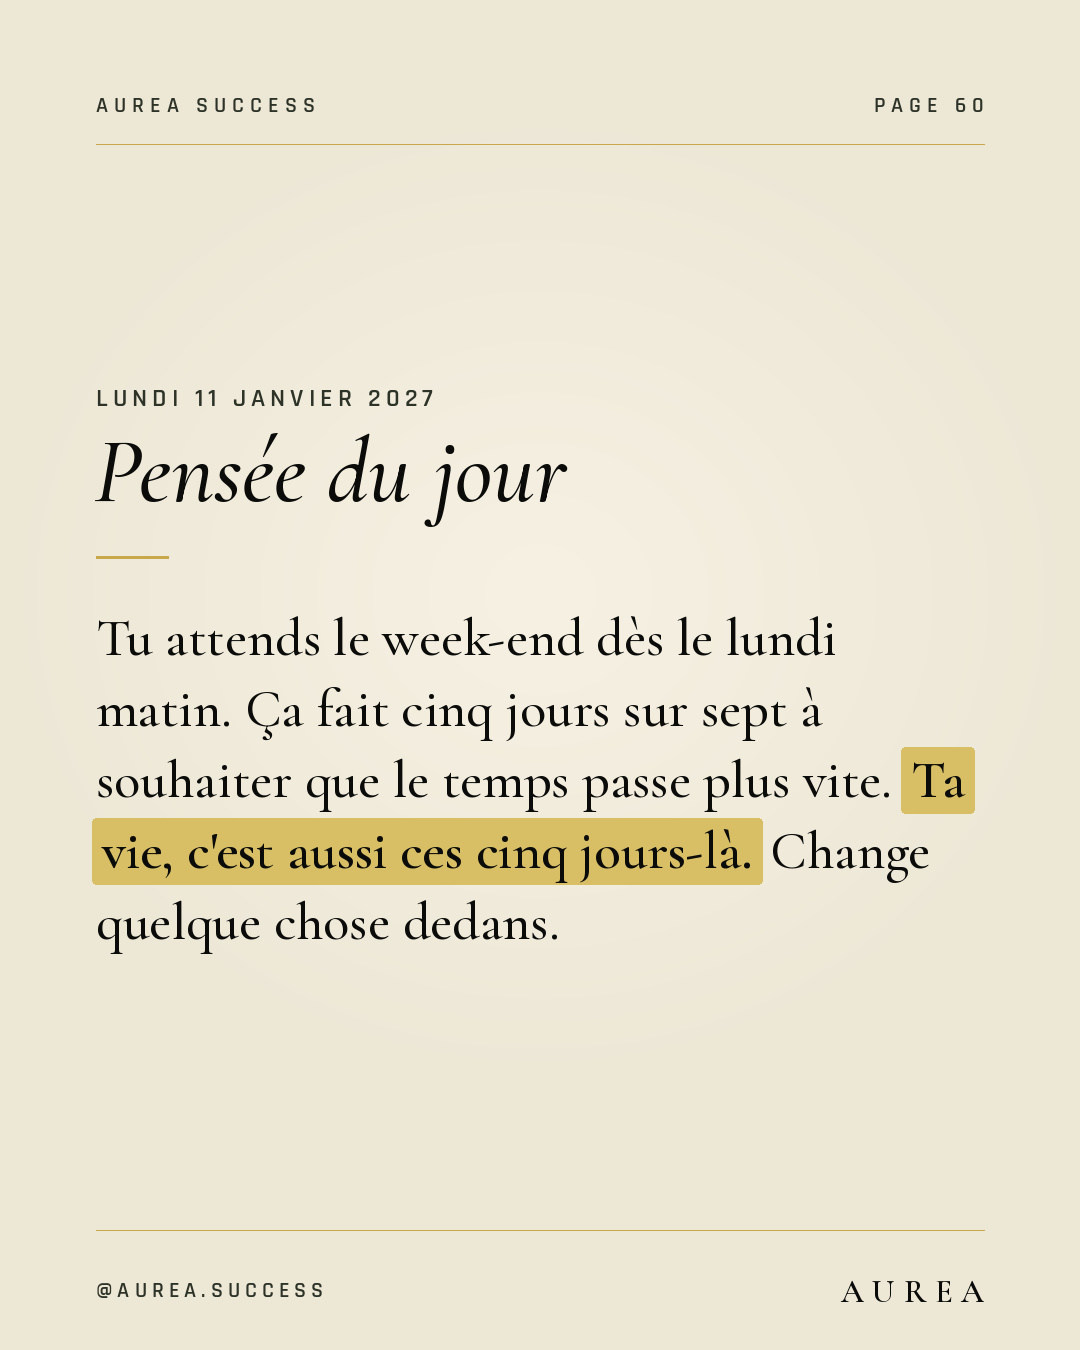 AUREA SUCCESS
PAGE 60
LUNDI 11 JANVIER 2027
Pensée du jour
Tu attends le week-end dès le lundi
matin. Ça fait cinq jours sur sept à
souhaiter que le temps passe plus vite. Ta
vie, c'est aussi ces cinq jours-là. Change
quelque chose dedans.
@AUREA.SUCCESS
AUREA